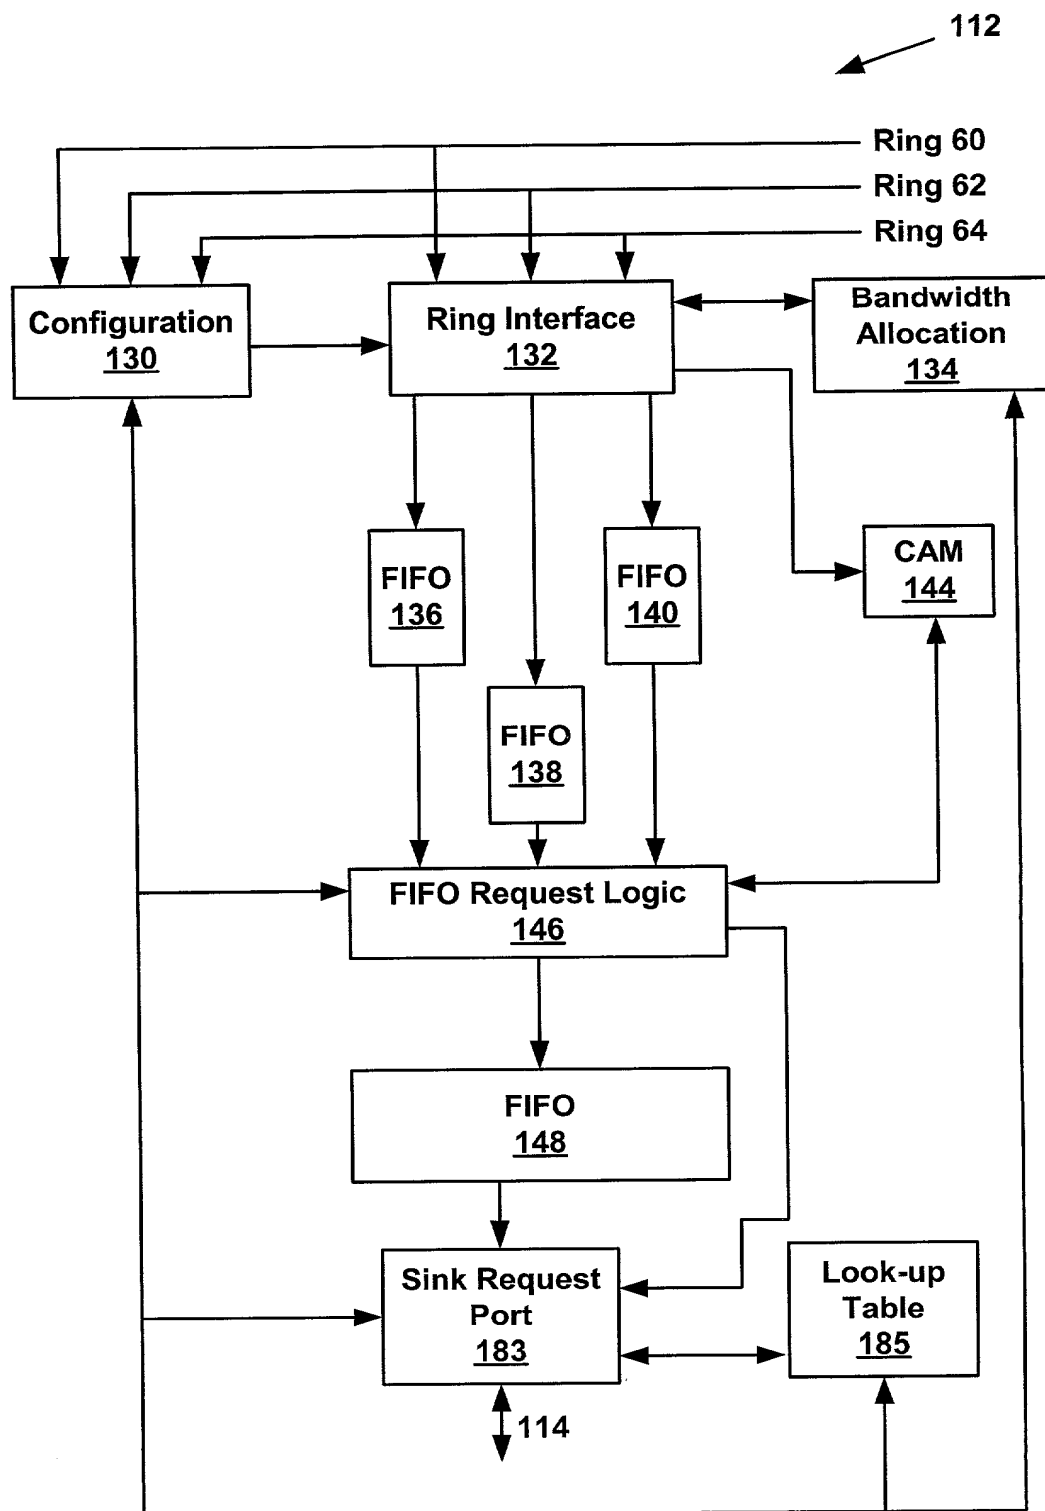 112
Ring 60
Ring 62
Ring 64
Configuration
130
Ring Interface
132
Bandwidth
Allocation
134
FIFO
136
FIFO
140
CAM
144
FIFO
138
FIFO Request Logic
146
FIFO
148
Sink Request
Port
183
Look-up
Table
185
114